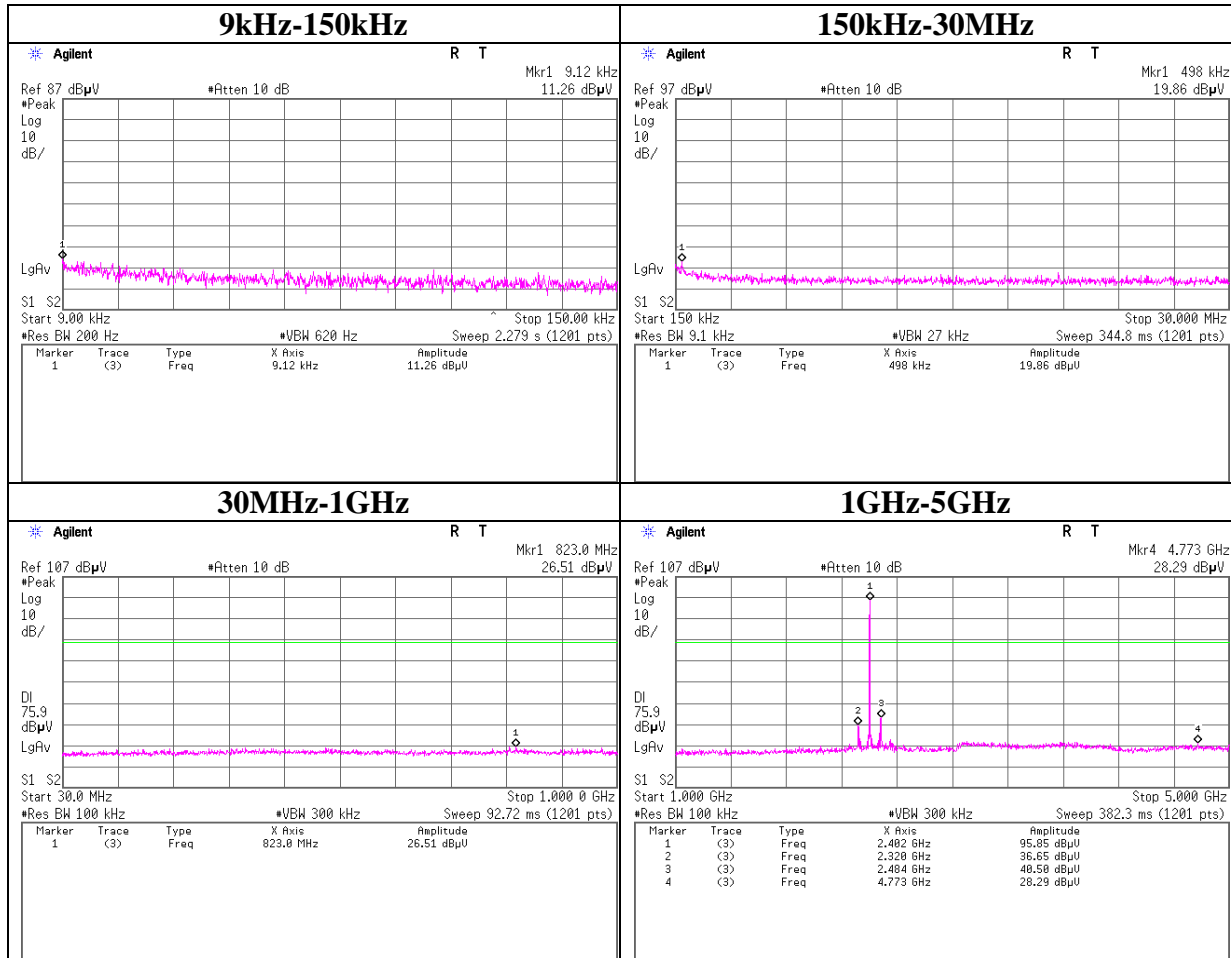 9kHz-150kHz
Agilent R T
Mkr1 9.12 kHz
Ref 87 dBµV #Atten 10 dB 11.26 dBµV
#Peak
Log
10
dB/
1
LgAv
S1 S2
Start 9.00 kHz ^ Stop 150.00 kHz
#Res BW 200 Hz #VBW 620 Hz Sweep 2.279 s (1201 pts)
Marker Trace Type X Axis Amplitude
1 (3) Freq 9.12 kHz 11.26 dBµV
150kHz-30MHz
Agilent R T
Mkr1 498 kHz
Ref 97 dBµV #Atten 10 dB 19.86 dBµV
#Peak
Log
10
dB/
1
LgAv
S1 S2
Start 150 kHz Stop 30.000 MHz
#Res BW 9.1 kHz #VBW 27 kHz Sweep 344.8 ms (1201 pts)
Marker Trace Type X Axis Amplitude
1 (3) Freq 498 kHz 19.86 dBµV
30MHz-1GHz
Agilent R T
Mkr1 823.0 MHz
Ref 107 dBµV #Atten 10 dB 26.51 dBµV
#Peak
Log
10
dB/
DI
75.9
dBµV
1
LgAv
S1 S2
Start 30.0 MHz Stop 1.000 0 GHz
#Res BW 100 kHz #VBW 300 kHz Sweep 92.72 ms (1201 pts)
Marker Trace Type X Axis Amplitude
1 (3) Freq 823.0 MHz 26.51 dBµV
1GHz-5GHz
Agilent R T
Mkr4 4.773 GHz
Ref 107 dBµV #Atten 10 dB 28.29 dBµV
#Peak
1
Log
10
dB/
DI
75.9
2 3
dBµV
4
LgAv
S1 S2
Start 1.000 GHz Stop 5.000 GHz
#Res BW 100 kHz #VBW 300 kHz Sweep 382.3 ms (1201 pts)
Marker Trace Type X Axis Amplitude
1 (3) Freq 2.402 GHz 95.85 dBµV
2 (3) Freq 2.320 GHz 36.65 dBµV
3 (3) Freq 2.484 GHz 40.50 dBµV
4 (3) Freq 4.773 GHz 28.29 dBµV